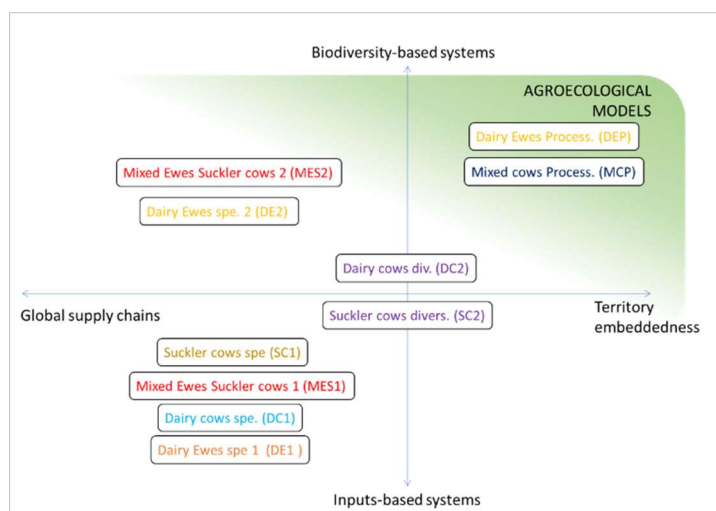 Biodiversity-based systems
AGROECOLOGICAL
MODELS
Dairy Ewes Process. (DEP)
Mixed Ewes Suckler cows 2 (MES2)
Mixed cows Process. (MCP)
Dairy Ewes spe. 2 (DE2)
Dairy cows div. (DC2)
Global supply chains
Suckler cows divers. (SC2)
Territory
embeddedness
Suckler cows spe (SC1)
Mixed Ewes Suckler cows 1 (MES1)
Dairy cows spe. (DC1)
Dairy Ewes spe 1  (DE1 )
Inputs-based systems